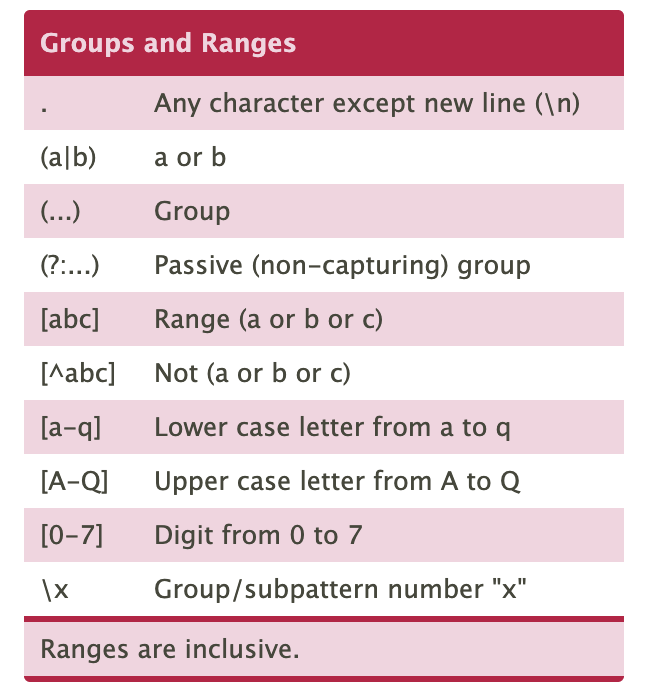 Groups and Ranges
. Any character except new line (\n)
(a|b) a or b
(...) Group
(?:...) Passive (non-capturing) group
[abc] Range (a or b or c)
[^abc] Not (a or b or c)
[a-q] Lower case letter from a to q
[A-Q] Upper case letter from A to Q
[0-7] Digit from 0 to 7
\x Group/subpattern number "x"
Ranges are inclusive.